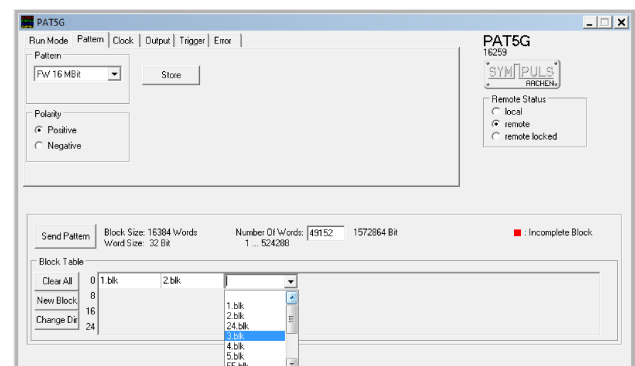 PAT5G
Run Mode Pattern Clock Output Trigger Error
PAT5G
16259
SYMPULS
AACHEN
Pattern
FW 16 MBit
Store
Remote Status
local
remote
remote locked
Polarity
Positive
Negative
Send Pattern
Block Size: 16384 Words
Word Size: 32 Bit
Number Of Words: 49152 1572864 Bit
1 ... 524288
: Incomplete Block
Block Table
Clear All
New Block
Change Dir
0 1.blk 2.blk
8
16
24
1.blk
2.blk
24.blk
3.blk
4.blk
5.blk